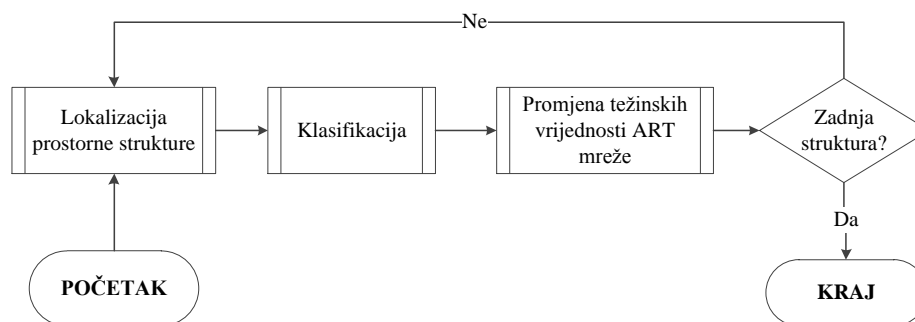 Ne
Lokalizacija
prostorne strukture
Klasifikacija
Promjena težinskih
vrijednosti ART
mreže
Zadnja
struktura?
Da
POČETAK
KRAJ